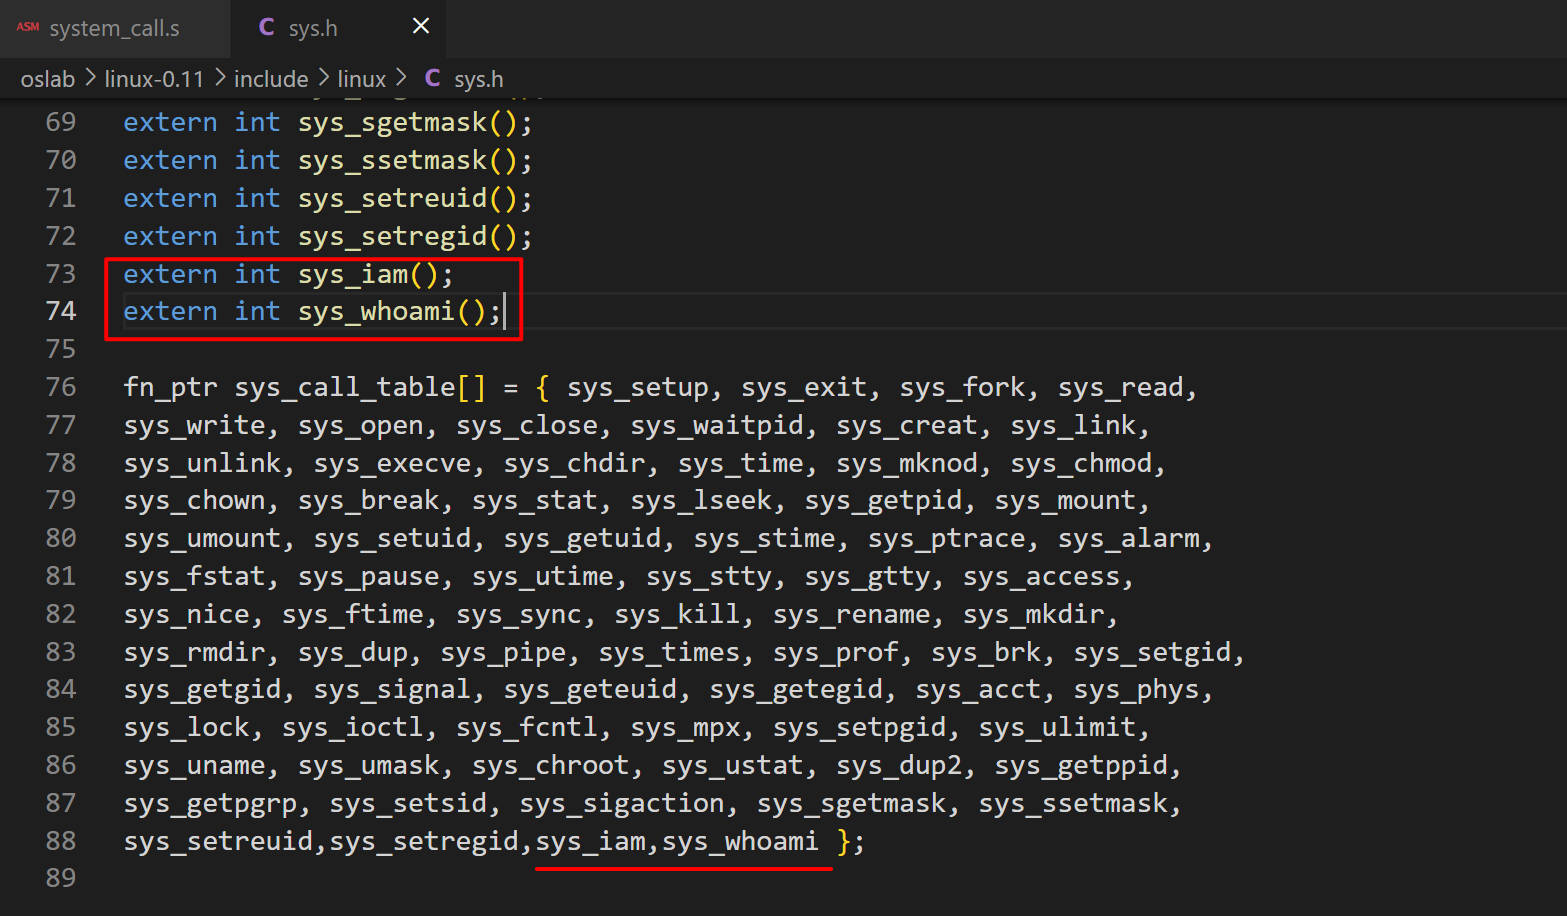 ASM system_call.s C sys.h ×
oslab > linux-0.11 > include > linux > C sys.h
69 extern int sys_sgetmask();
70 extern int sys_ssetmask();
71 extern int sys_setreuid();
72 extern int sys_setregid();
73 extern int sys_iam();
74 extern int sys_whoami();
75
76 fn_ptr sys_call_table[] = { sys_setup, sys_exit, sys_fork, sys_read,
77 sys_write, sys_open, sys_close, sys_waitpid, sys_creat, sys_link,
78 sys_unlink, sys_execve, sys_chdir, sys_time, sys_mknod, sys_chmod,
79 sys_chown, sys_break, sys_stat, sys_lseek, sys_getpid, sys_mount,
80 sys_umount, sys_setuid, sys_getuid, sys_stime, sys_ptrace, sys_alarm,
81 sys_fstat, sys_pause, sys_utime, sys_stty, sys_gtty, sys_access,
82 sys_nice, sys_ftime, sys_sync, sys_kill, sys_rename, sys_mkdir,
83 sys_rmdir, sys_dup, sys_pipe, sys_times, sys_prof, sys_brk, sys_setgid,
84 sys_getgid, sys_signal, sys_geteuid, sys_getegid, sys_acct, sys_phys,
85 sys_lock, sys_ioctl, sys_fcntl, sys_mpx, sys_setpgid, sys_ulimit,
86 sys_uname, sys_umask, sys_chroot, sys_ustat, sys_dup2, sys_getppid,
87 sys_getpgrp, sys_setsid, sys_sigaction, sys_sgetmask, sys_ssetmask,
88 sys_setreuid,sys_setregid,sys_iam,sys_whoami };
89